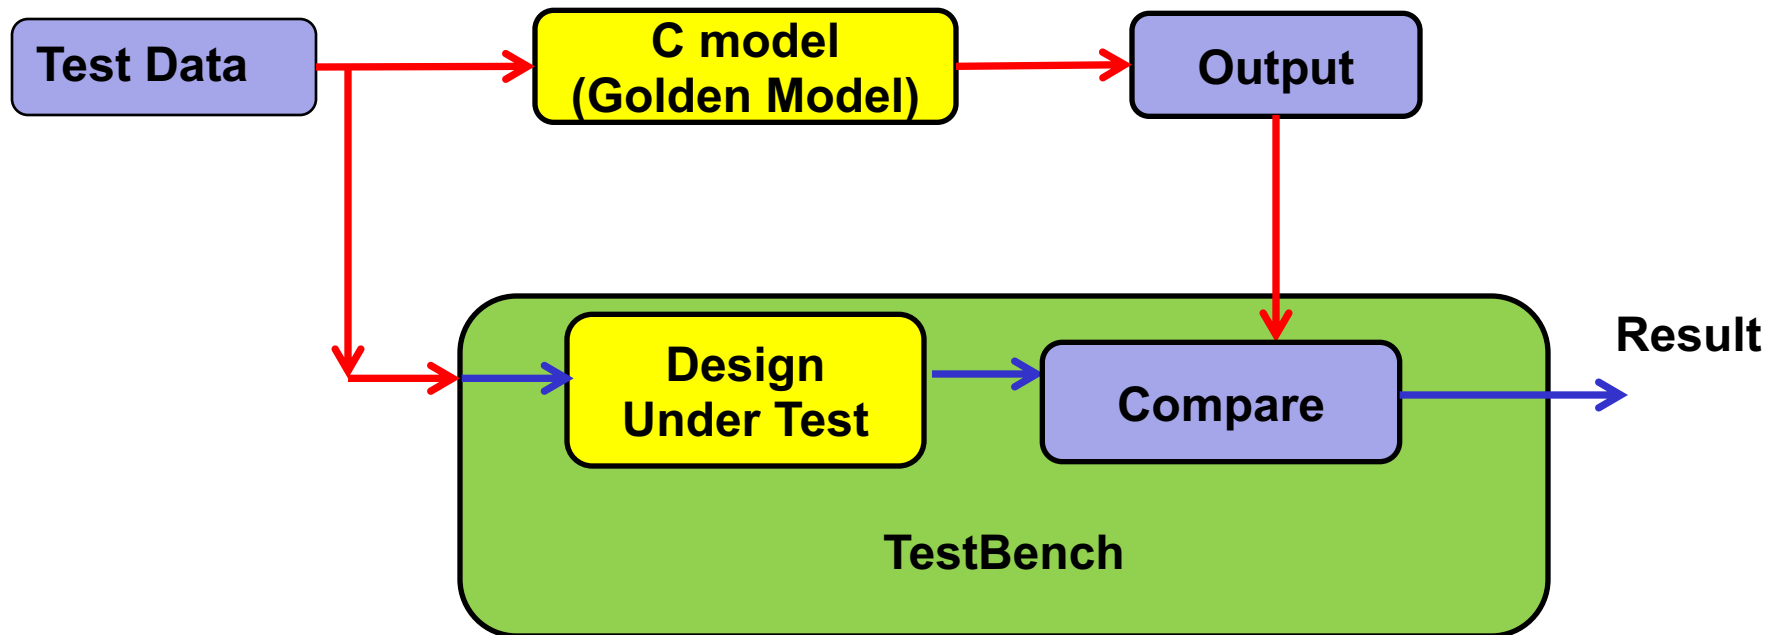 Test Data
C model
(Golden Model)
Output
Result
Design
Under Test
Compare
TestBench